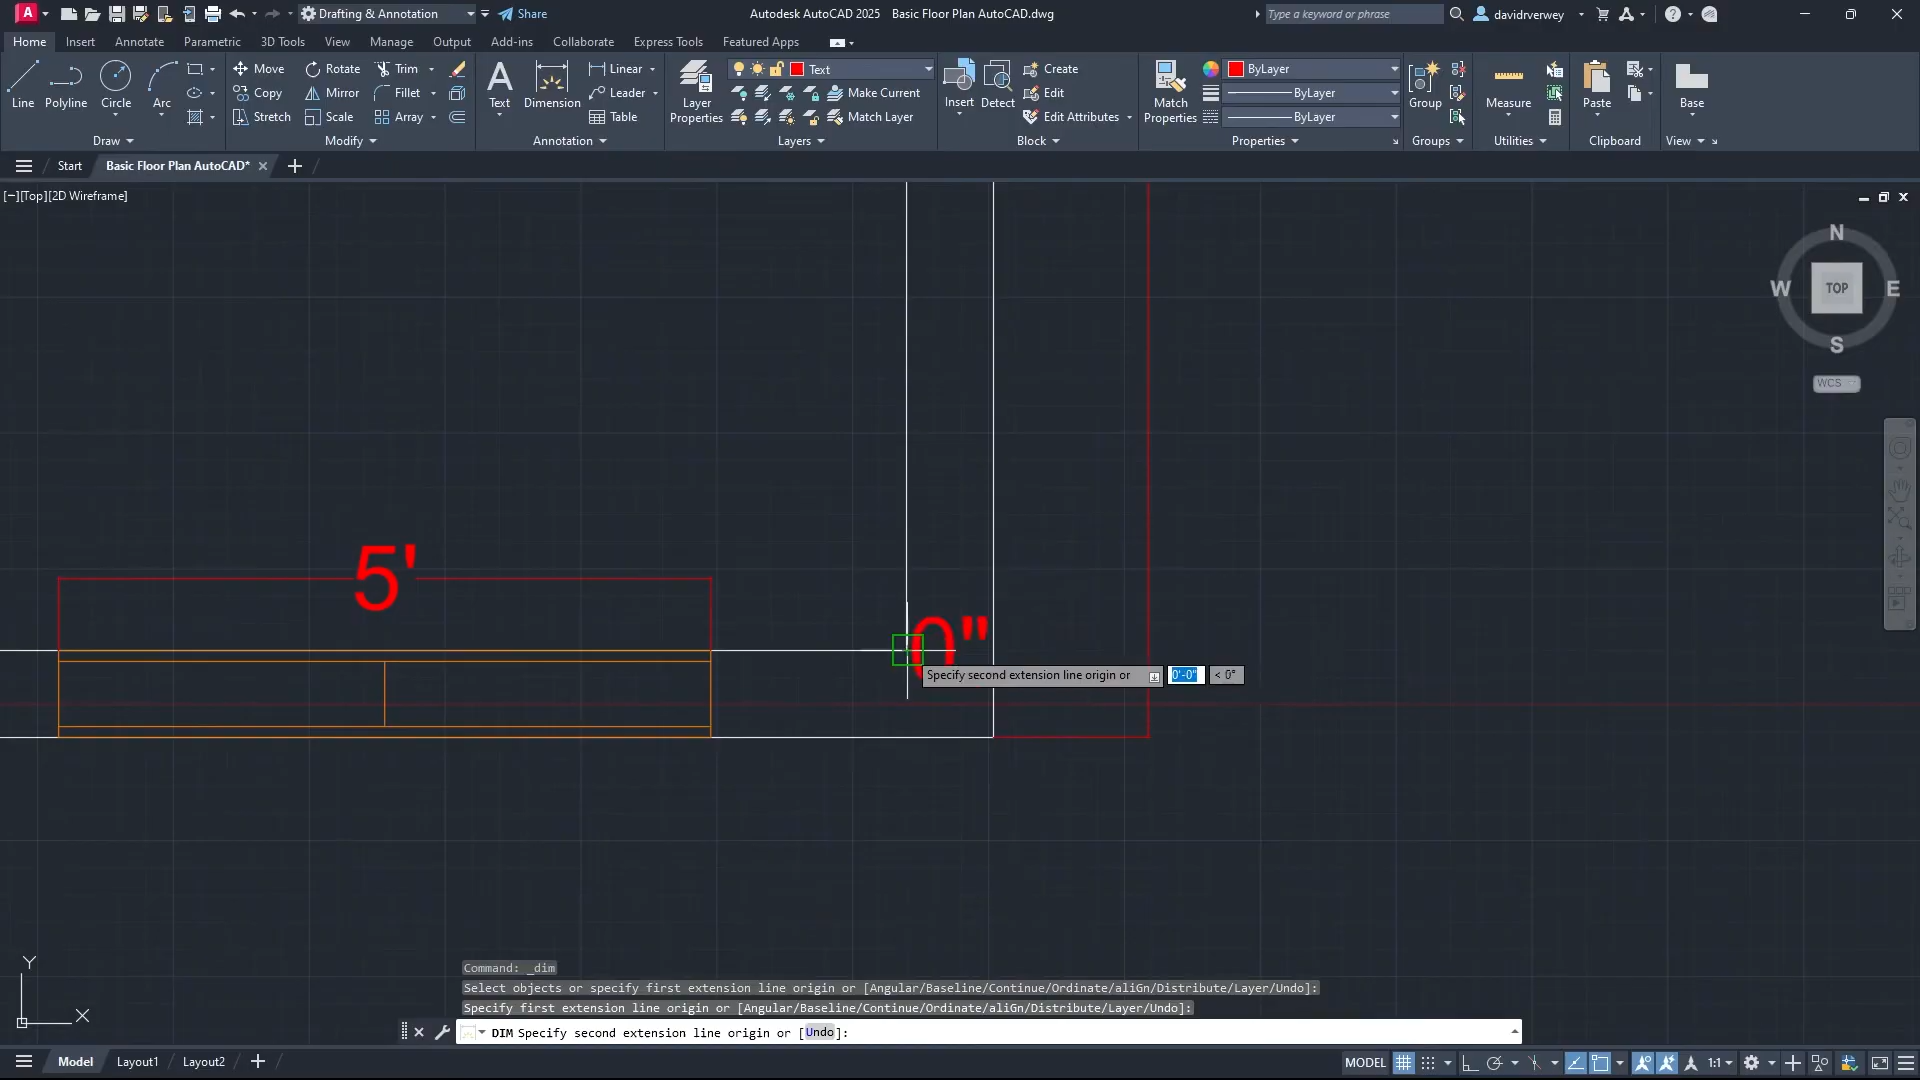 A Drafting & Annotation Share Autodesk AutoCAD 2025 Basic Floor Plan AutoCAD.dwg Type a keyword or phrase davidrverwey
Home Insert Annotate Parametric 3D Tools View Manage Output Add-ins Collaborate Express Tools Featured Apps
Line Polyline Circle Arc
Move Rotate Trim
Copy Mirror Fillet
Stretch Scale Array
Text Dimension
Linear
Leader
Table
Layer Properties
Text
Make Current
Match Layer
Insert Detect
Create
Edit
Edit Attributes
Match Properties
ByLayer
ByLayer
ByLayer
Group
Measure
Paste
Base
Draw Modify Annotation Layers Block Properties Groups Utilities Clipboard View
Start Basic Floor Plan AutoCAD* ×
[−][Top][2D Wireframe]
N
W TOP E
S
WCS
5'
0"
Specify second extension line origin or 0'-0" < 0°
Y
X
Command: _dim
Select objects or specify first extension line origin or [Angular/Baseline/Continue/Ordinate/aliGn/Distribute/Layer/Undo]:
Specify first extension line origin or [Angular/Baseline/Continue/Ordinate/aliGn/Distribute/Layer/Undo]:
DIM Specify second extension line origin or [Undo]:
Model Layout1 Layout2 + MODEL 1:1